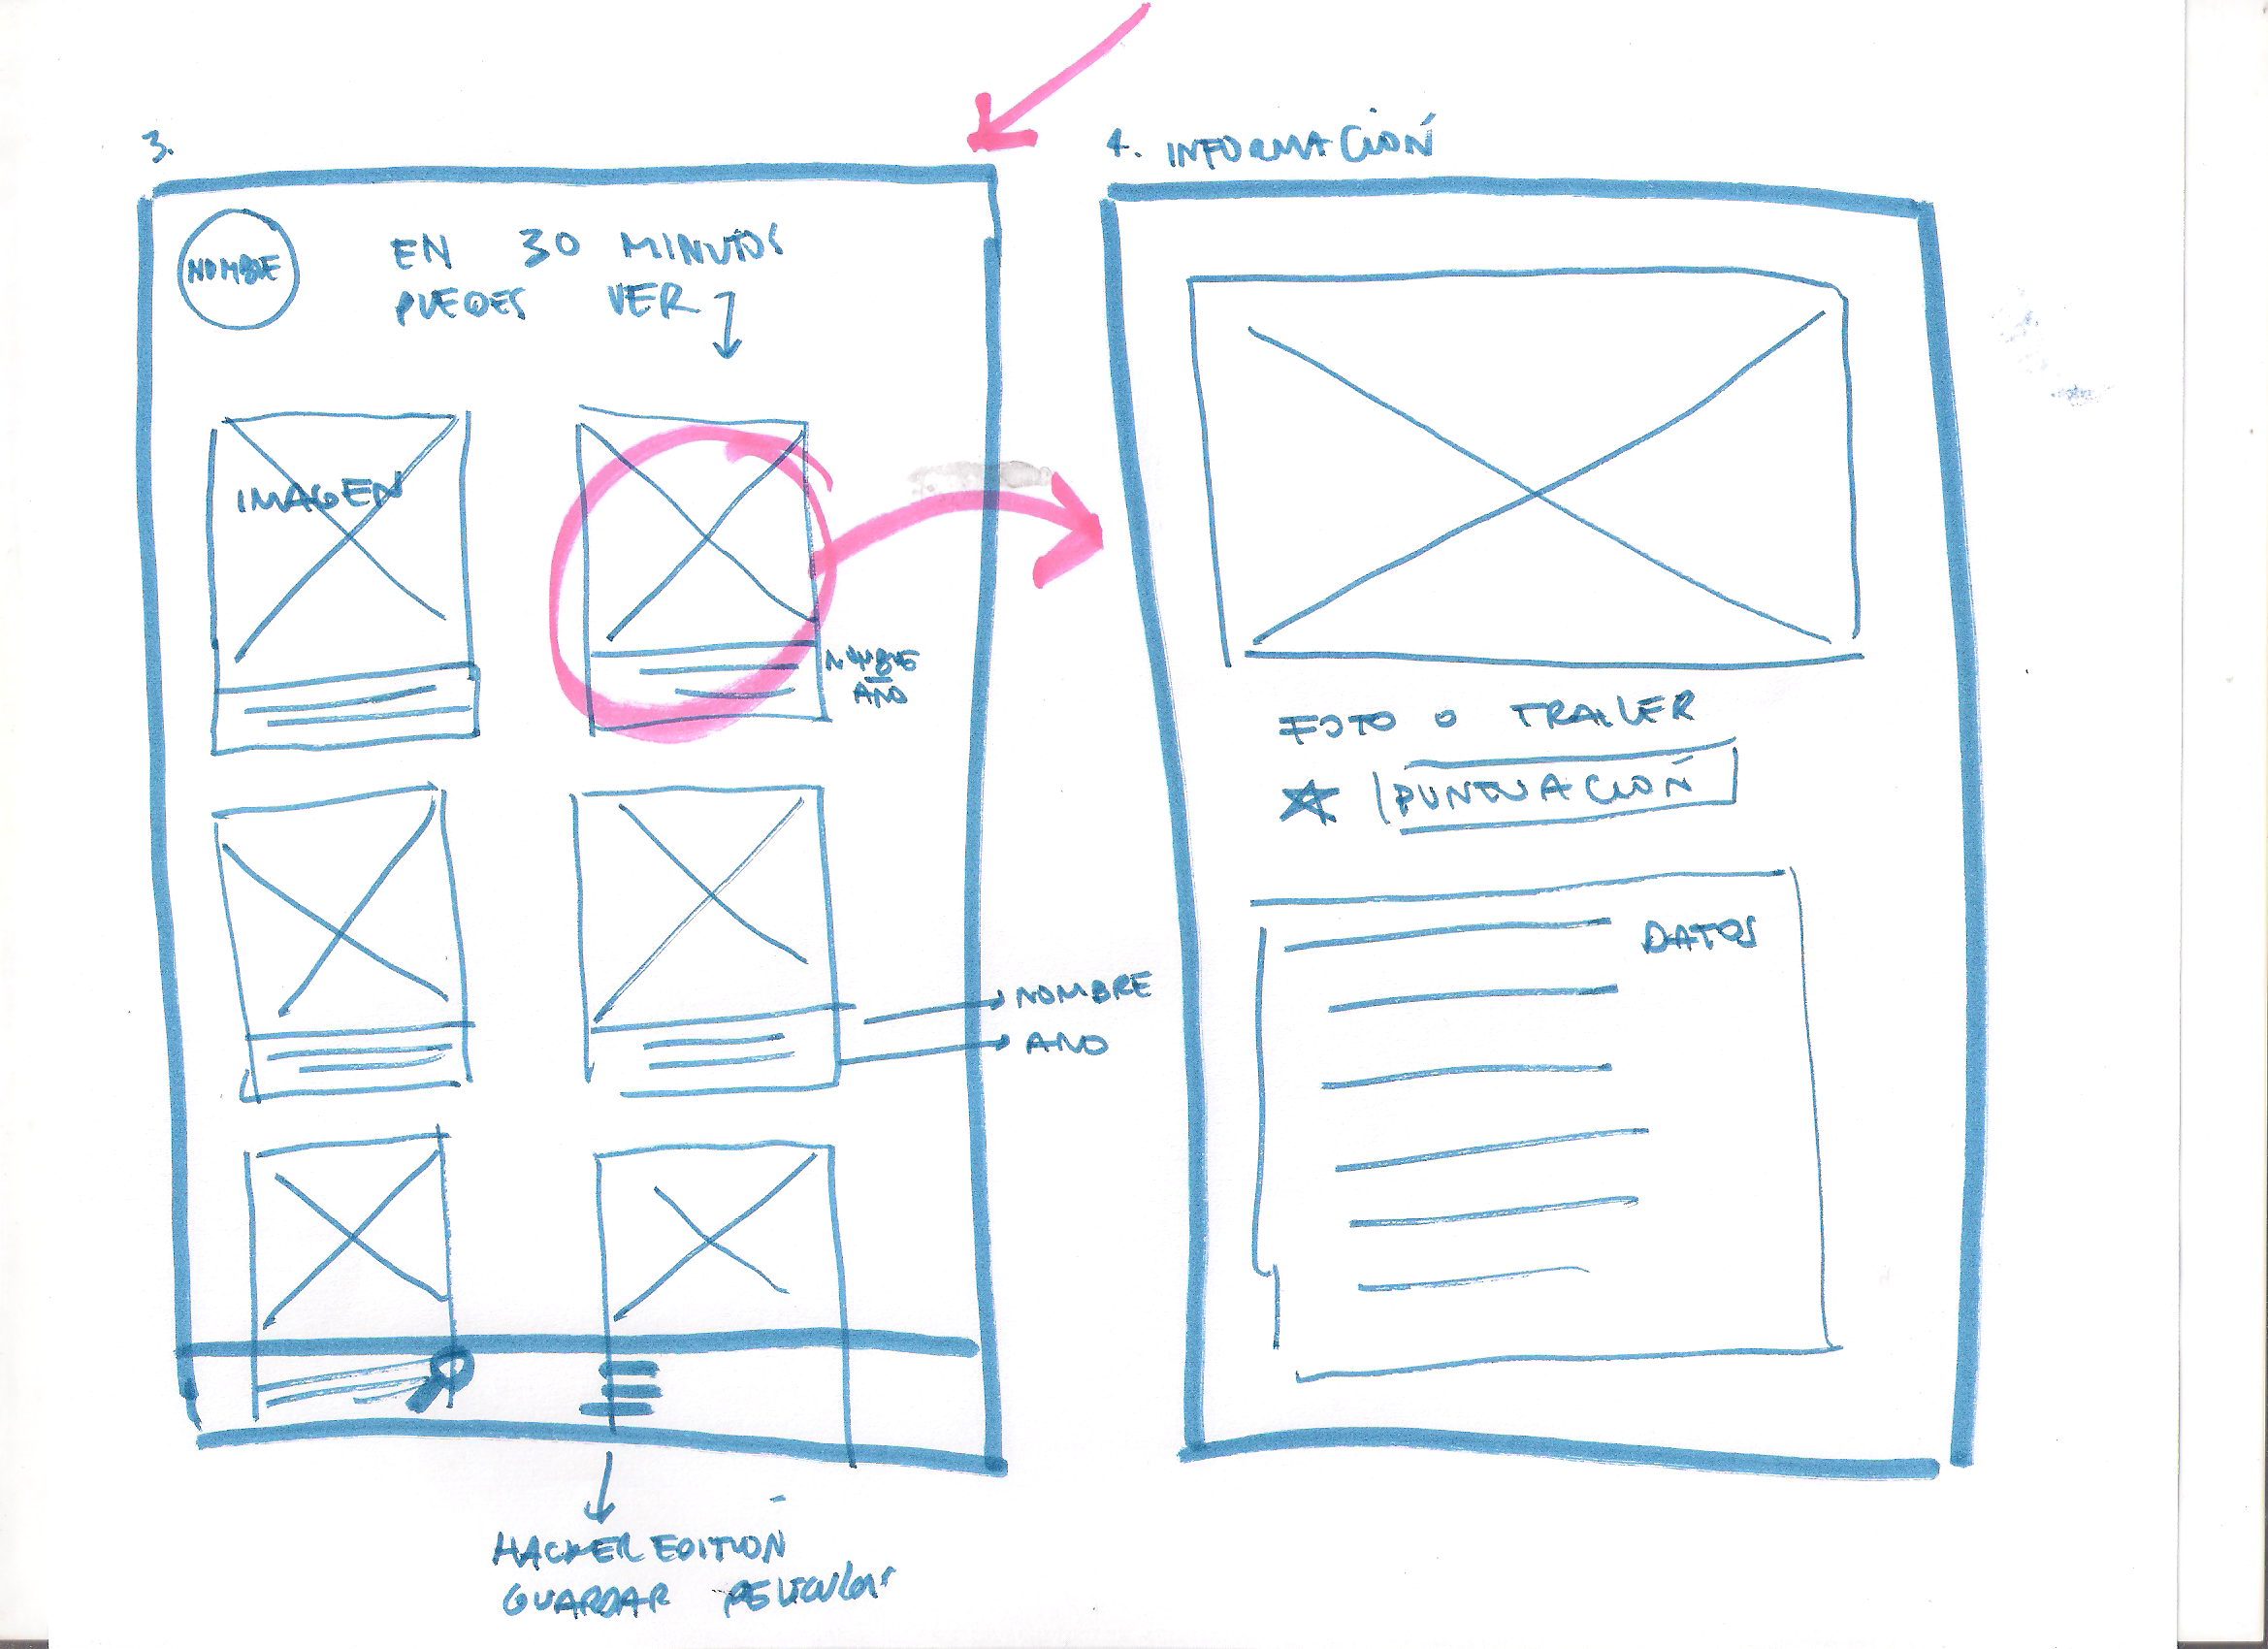 3.
NOMBRE
EN 30 MINUTOS
PUEDES VER
IMAGEN
NOMBRE
AÑO
NOMBRE
AÑO
HACKER EDITIÓN
GUARDAR PELICULAS
4. INFORMACIÓN
FOTO O TRAILER
PUNTUACIÓN
DATOS